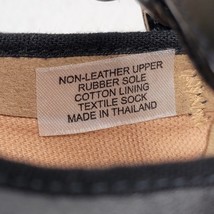 NON-LEATHER UPPER
RUBBER SOLE
COTTON LINING
TEXTILE SOCK
MADE IN THAILAND